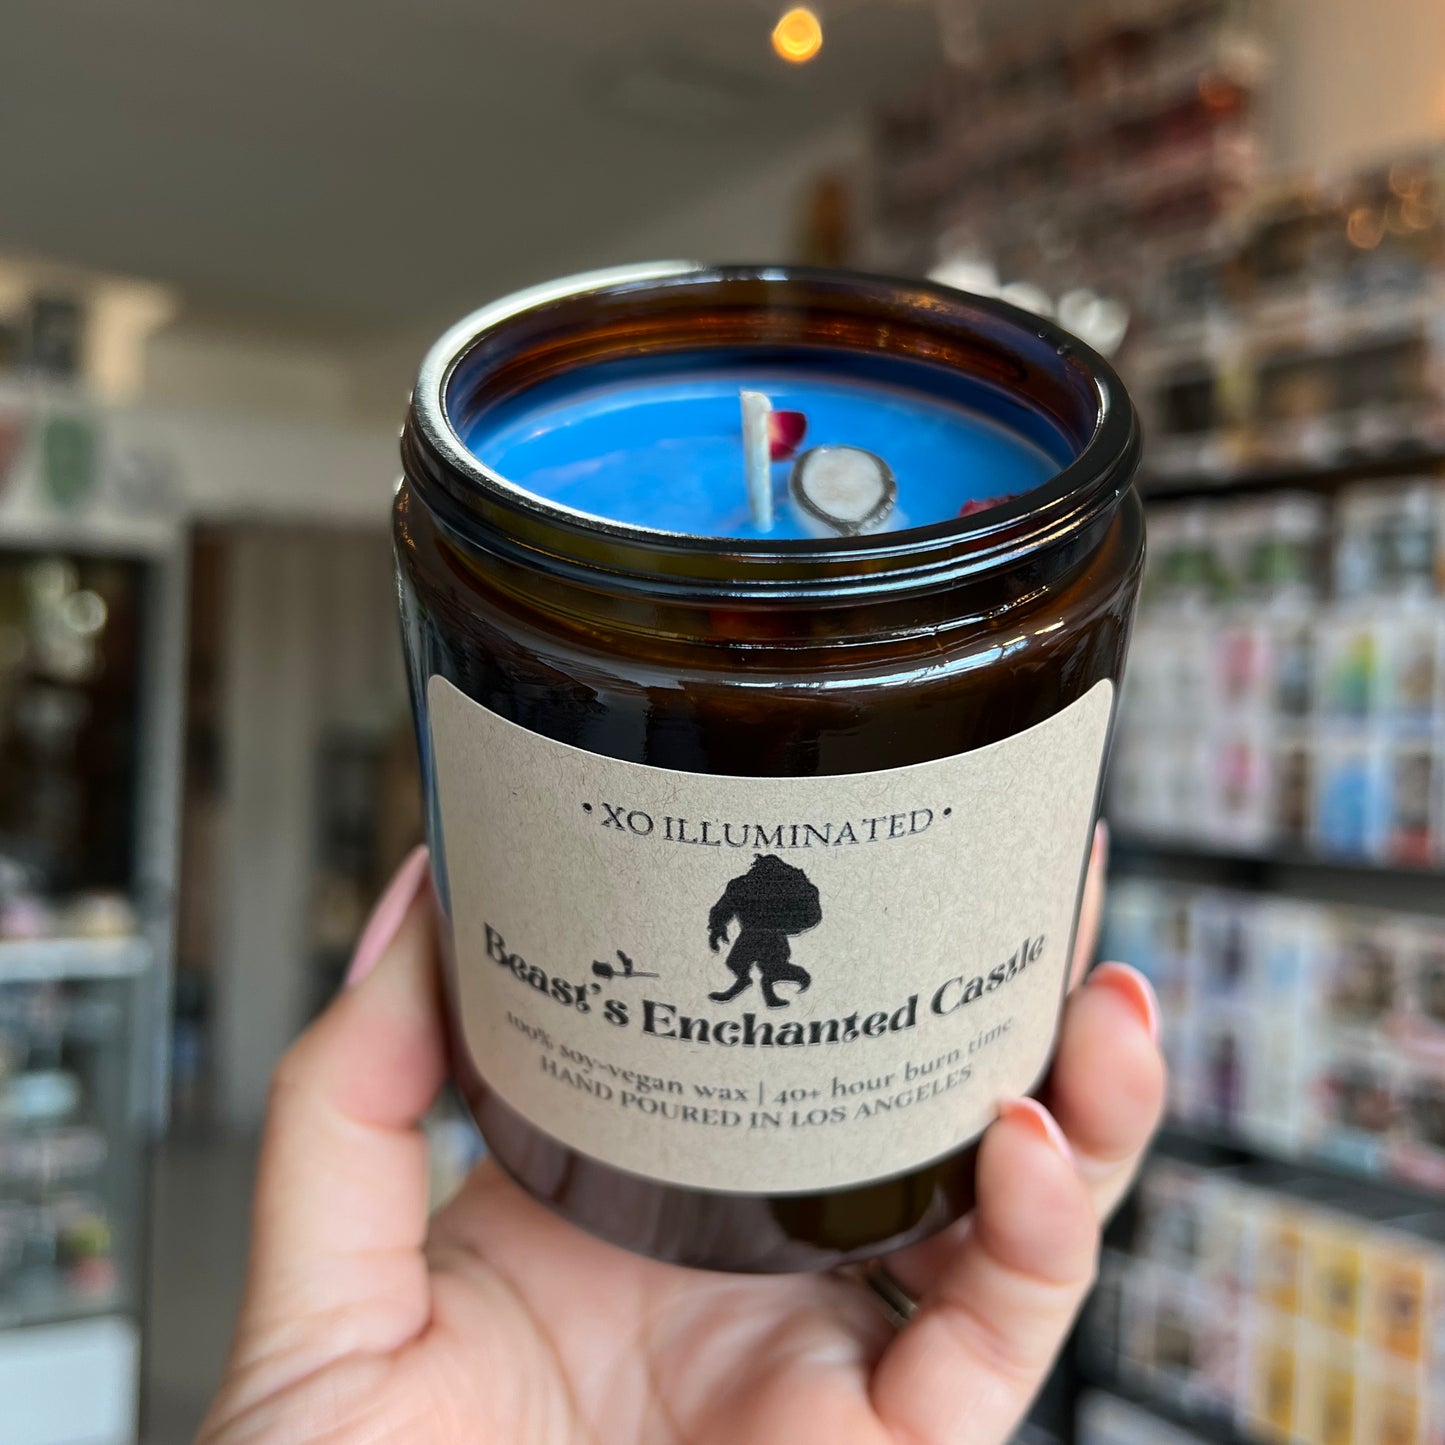 • XO ILLUMINATED •
Beast's Enchanted Castle
100% soy-vegan wax | 40+ hour burn time
HAND POURED IN LOS ANGELES